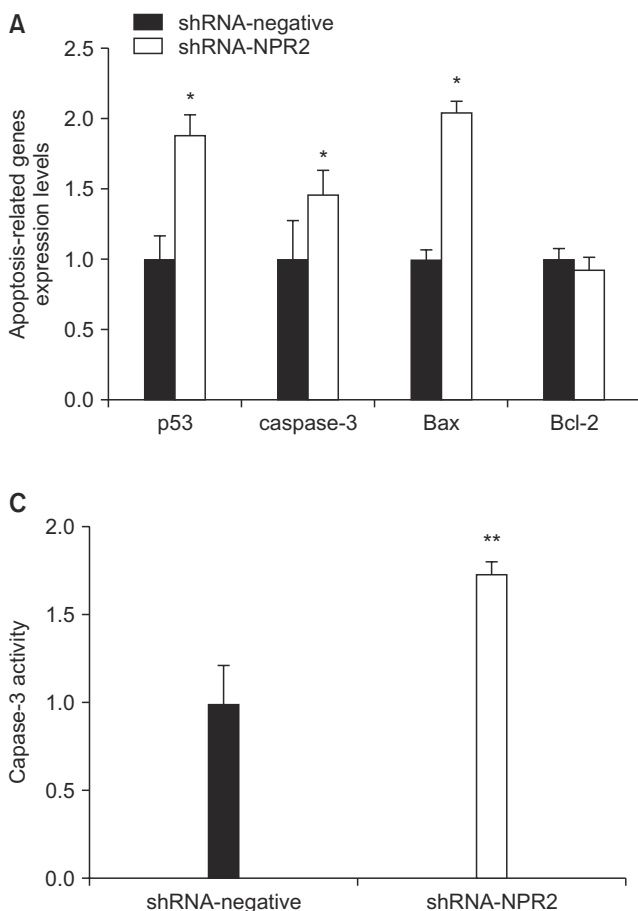 A
shRNA-negative
shRNA-NPR2
Apoptosis-related genes
expression levels
2.5
2.0
1.5
1.0
0.5
0.0
*
*
*
p53 caspase-3 Bax Bcl-2
C
Capase-3 activity
2.0
1.5
1.0
0.5
0.0
**
shRNA-negative shRNA-NPR2